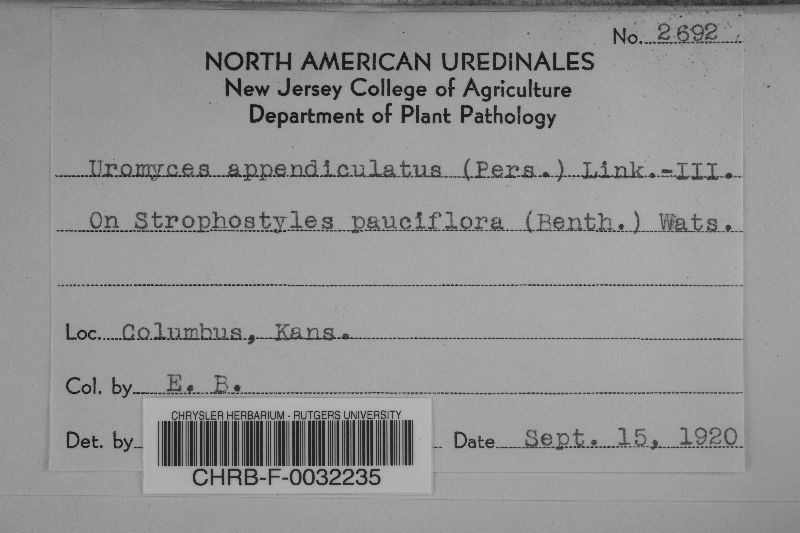 No. 2692
NORTH AMERICAN UREDINALES
New Jersey College of Agriculture
Department of Plant Pathology
Uromyces appendiculatus (Pers.) Link.-III.
On Strophostyles pauciflora (Benth.) Wats.
Loc. Columbus, Kans.
Col. by E. B.
Det. by Date Sept. 15, 1920
CHRYSLER HERBARIUM - RUTGERS UNIVERSITY
CHRB-F-0032235